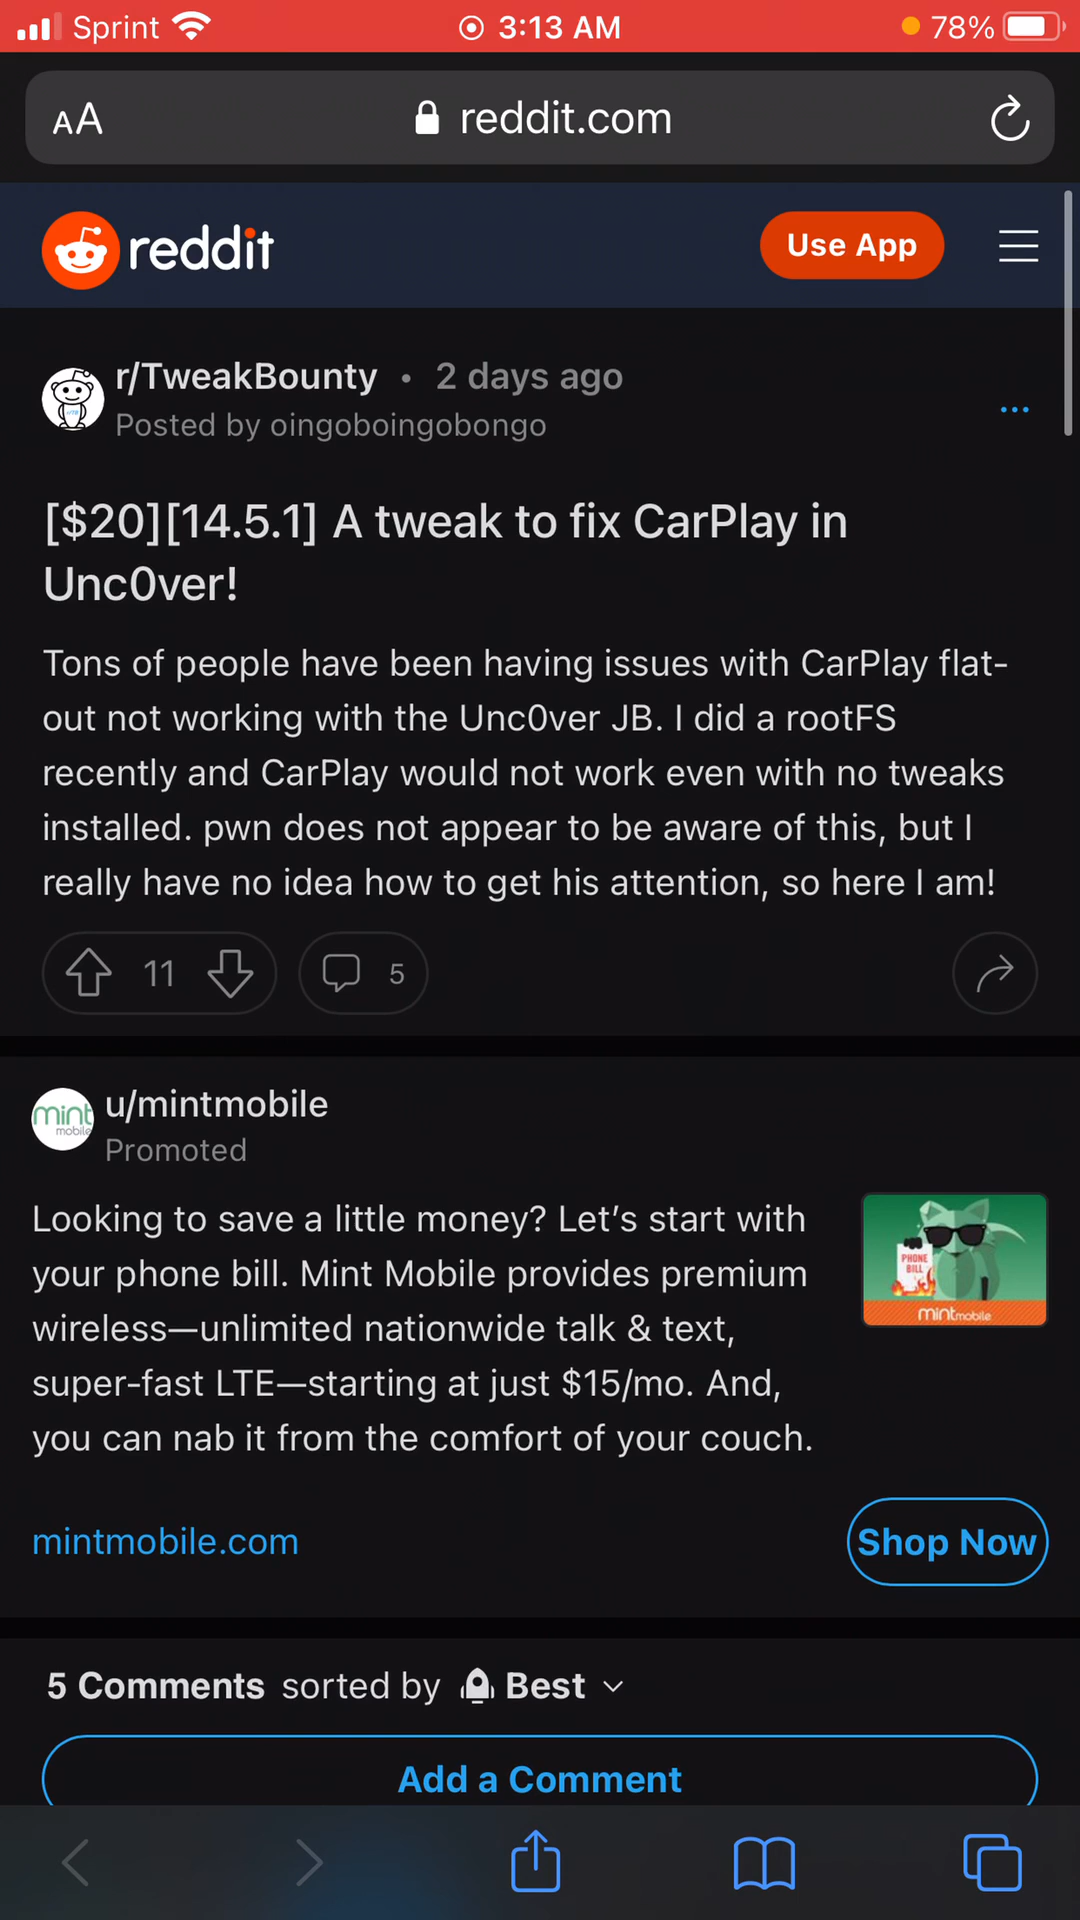 Sprint 3:13 AM 78%
AA reddit.com
reddit Use App
r/TweakBounty • 2 days ago
Posted by oingoboingobongo
[$20][14.5.1] A tweak to fix CarPlay in
Unc0ver!
Tons of people have been having issues with CarPlay flat-
out not working with the Unc0ver JB. I did a rootFS
recently and CarPlay would not work even with no tweaks
installed. pwn does not appear to be aware of this, but I
really have no idea how to get his attention, so here I am!
11 5
mint
mobile
u/mintmobile
Promoted
Looking to save a little money? Let’s start with
your phone bill. Mint Mobile provides premium
wireless—unlimited nationwide talk & text,
super-fast LTE—starting at just $15/mo. And,
you can nab it from the comfort of your couch.
PHONE
BILL
mintmobile
mintmobile.com Shop Now
5 Comments sorted by Best
Add a Comment